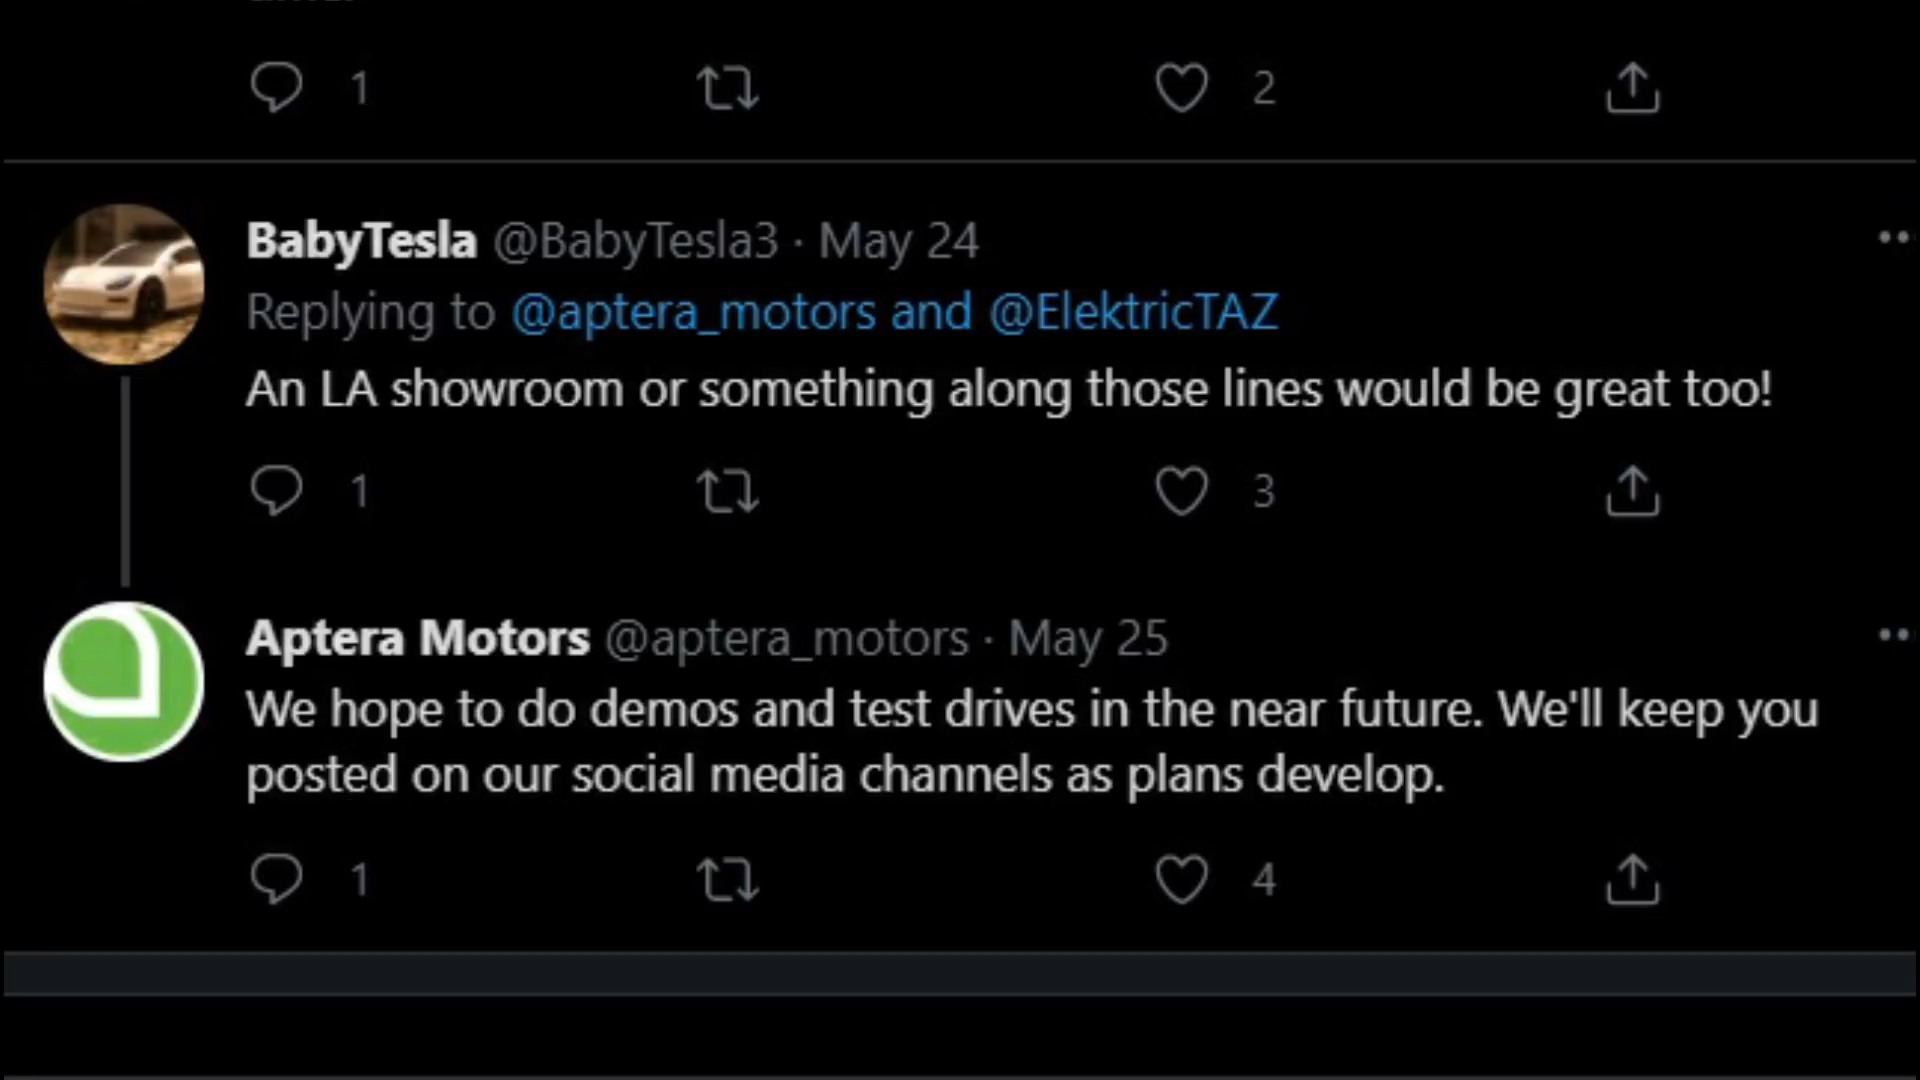 1 2
BabyTesla @BabyTesla3 · May 24
Replying to @aptera_motors and @ElektricTAZ
An LA showroom or something along those lines would be great too!
1 3
Aptera Motors @aptera_motors · May 25
We hope to do demos and test drives in the near future. We'll keep you
posted on our social media channels as plans develop.
1 4